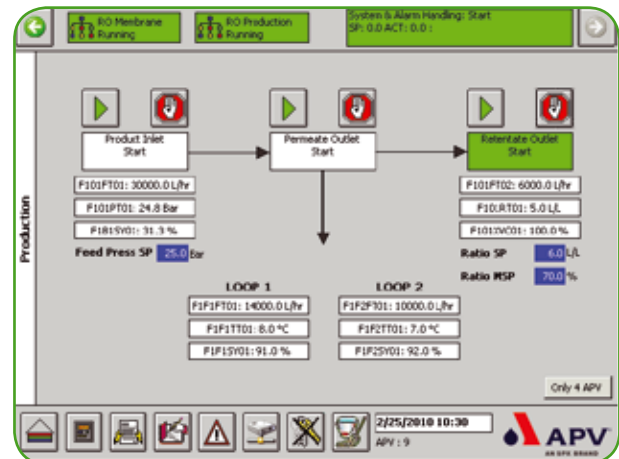 RO Membrane
Running
RO Production
Running
System & Alarm Handling: Start
SP: 0.0 ACT: 0.0 :
Production
Product Inlet
Start
Permeate Outlet
Start
Retentate Outlet
Start
F101FT01: 30000.0 L/hr
F101PT01: 24.8 Bar
F181SY01: 31.3 %
Feed Press SP 25.0 Bar
F101FT02: 6000.0 L/hr
F101RT01: 5.0 L/L
F101IVC01: 100.0 %
Ratio SP 6.0 L/L
Ratio MSP 70.0 %
LOOP 1
F1F1FT01: 14000.0 L/hr
F1F1TT01: 8.0 °C
F1F1SY01: 91.0 %
LOOP 2
F1F2FT01: 10000.0 L/hr
F1F2TT01: 7.0 °C
F1F2SY01: 92.0 %
Only 4 APV
2/25/2010 10:30
APV : 9
APV
AN SPX BRAND